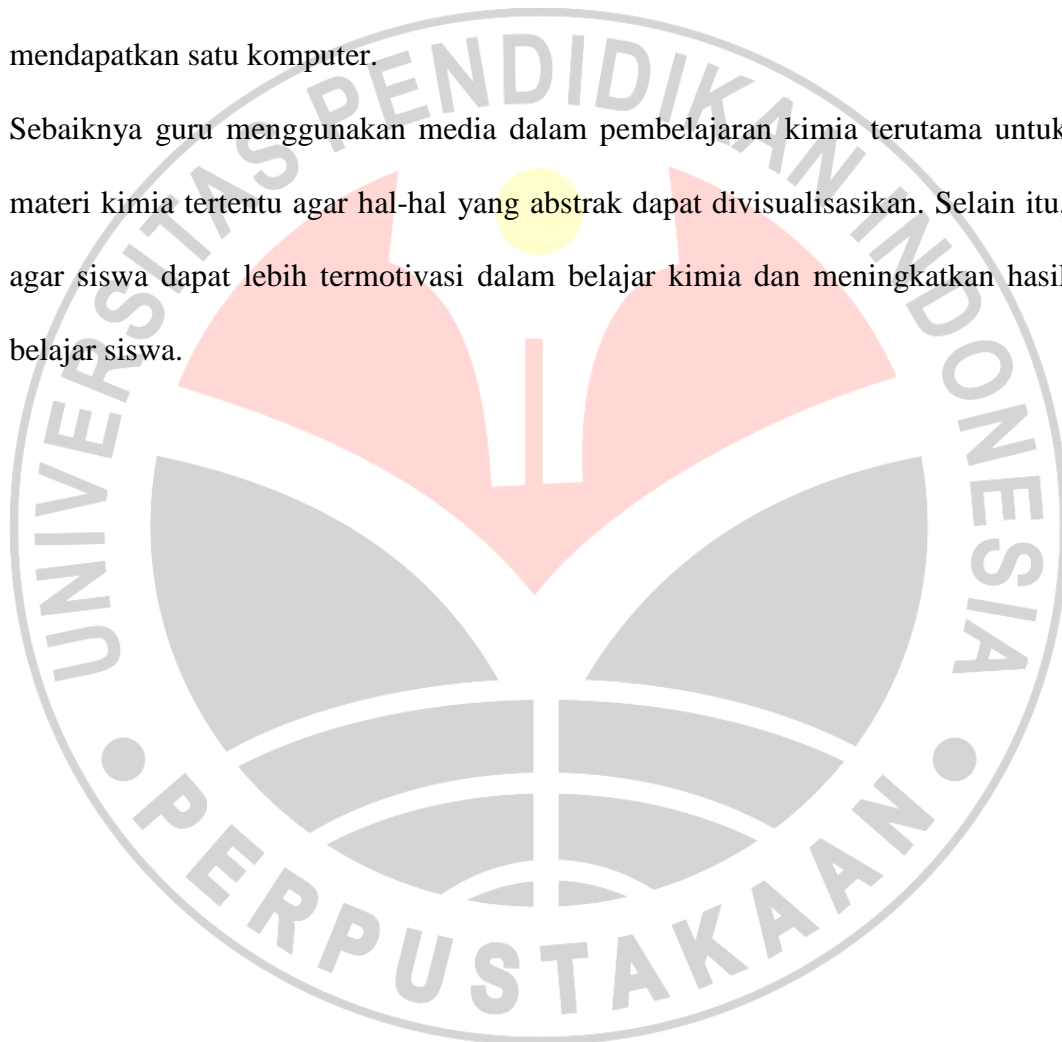 mendapatkan satu komputer.
Sebaiknya guru menggunakan media dalam pembelajaran kimia terutama untuk
materi kimia tertentu agar hal-hal yang abstrak dapat divisualisasikan. Selain itu,
agar siswa dapat lebih termotivasi dalam belajar kimia dan meningkatkan hasil
belajar siswa.
UNIVERSITAS PENDIDIKAN INDONESIA
PERPUSTAKAAN